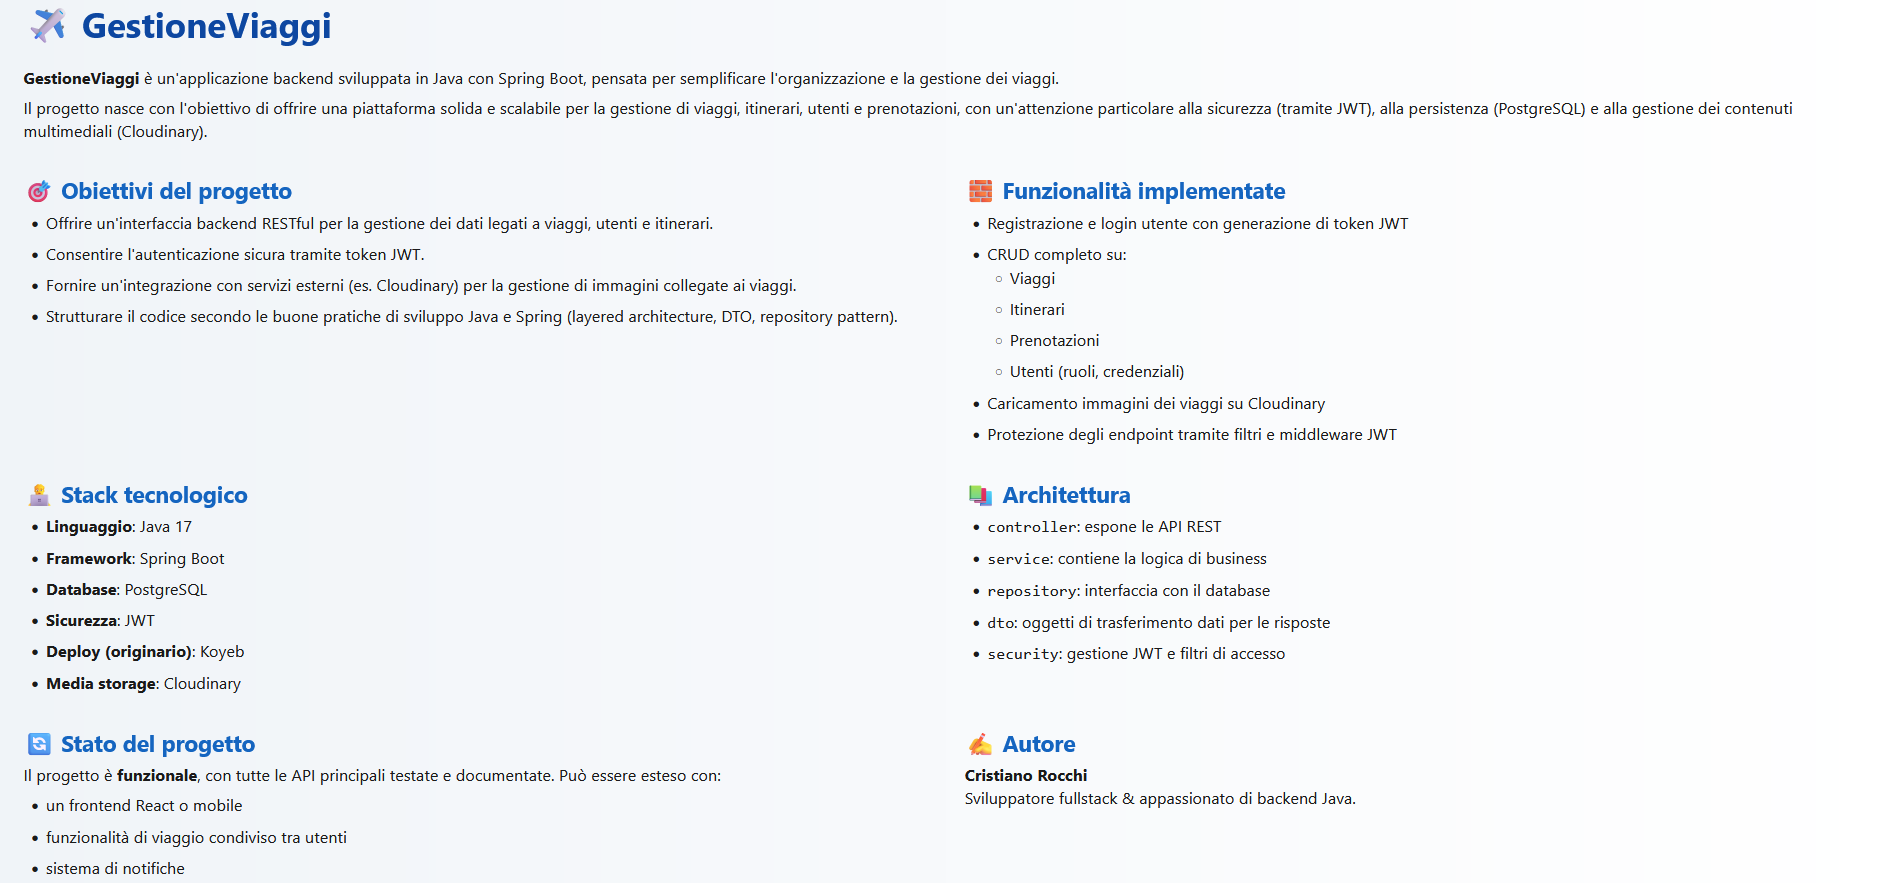 GestioneViaggi
GestioneViaggi è un'applicazione backend sviluppata in Java con Spring Boot, pensata per semplificare l'organizzazione e la gestione dei viaggi.
Il progetto nasce con l'obiettivo di offrire una piattaforma solida e scalabile per la gestione di viaggi, itinerari, utenti e prenotazioni, con un'attenzione particolare alla sicurezza (tramite JWT), alla persistenza (PostgreSQL) e alla gestione dei contenuti
multimediali (Cloudinary).
Obiettivi del progetto
• Offrire un'interfaccia backend RESTful per la gestione dei dati legati a viaggi, utenti e itinerari.
• Consentire l'autenticazione sicura tramite token JWT.
• Fornire un'integrazione con servizi esterni (es. Cloudinary) per la gestione di immagini collegate ai viaggi.
• Strutturare il codice secondo le buone pratiche di sviluppo Java e Spring (layered architecture, DTO, repository pattern).
Funzionalità implementate
• Registrazione e login utente con generazione di token JWT
• CRUD completo su:
○ Viaggi
○ Itinerari
○ Prenotazioni
○ Utenti (ruoli, credenziali)
• Caricamento immagini dei viaggi su Cloudinary
• Protezione degli endpoint tramite filtri e middleware JWT
Stack tecnologico
• Linguaggio: Java 17
• Framework: Spring Boot
• Database: PostgreSQL
• Sicurezza: JWT
• Deploy (originario): Koyeb
• Media storage: Cloudinary
Architettura
• controller: espone le API REST
• service: contiene la logica di business
• repository: interfaccia con il database
• dto: oggetti di trasferimento dati per le risposte
• security: gestione JWT e filtri di accesso
Stato del progetto
Il progetto è funzionale, con tutte le API principali testate e documentate. Può essere esteso con:
• un frontend React o mobile
• funzionalità di viaggio condiviso tra utenti
• sistema di notifiche
Autore
Cristiano Rocchi
Sviluppatore fullstack & appassionato di backend Java.